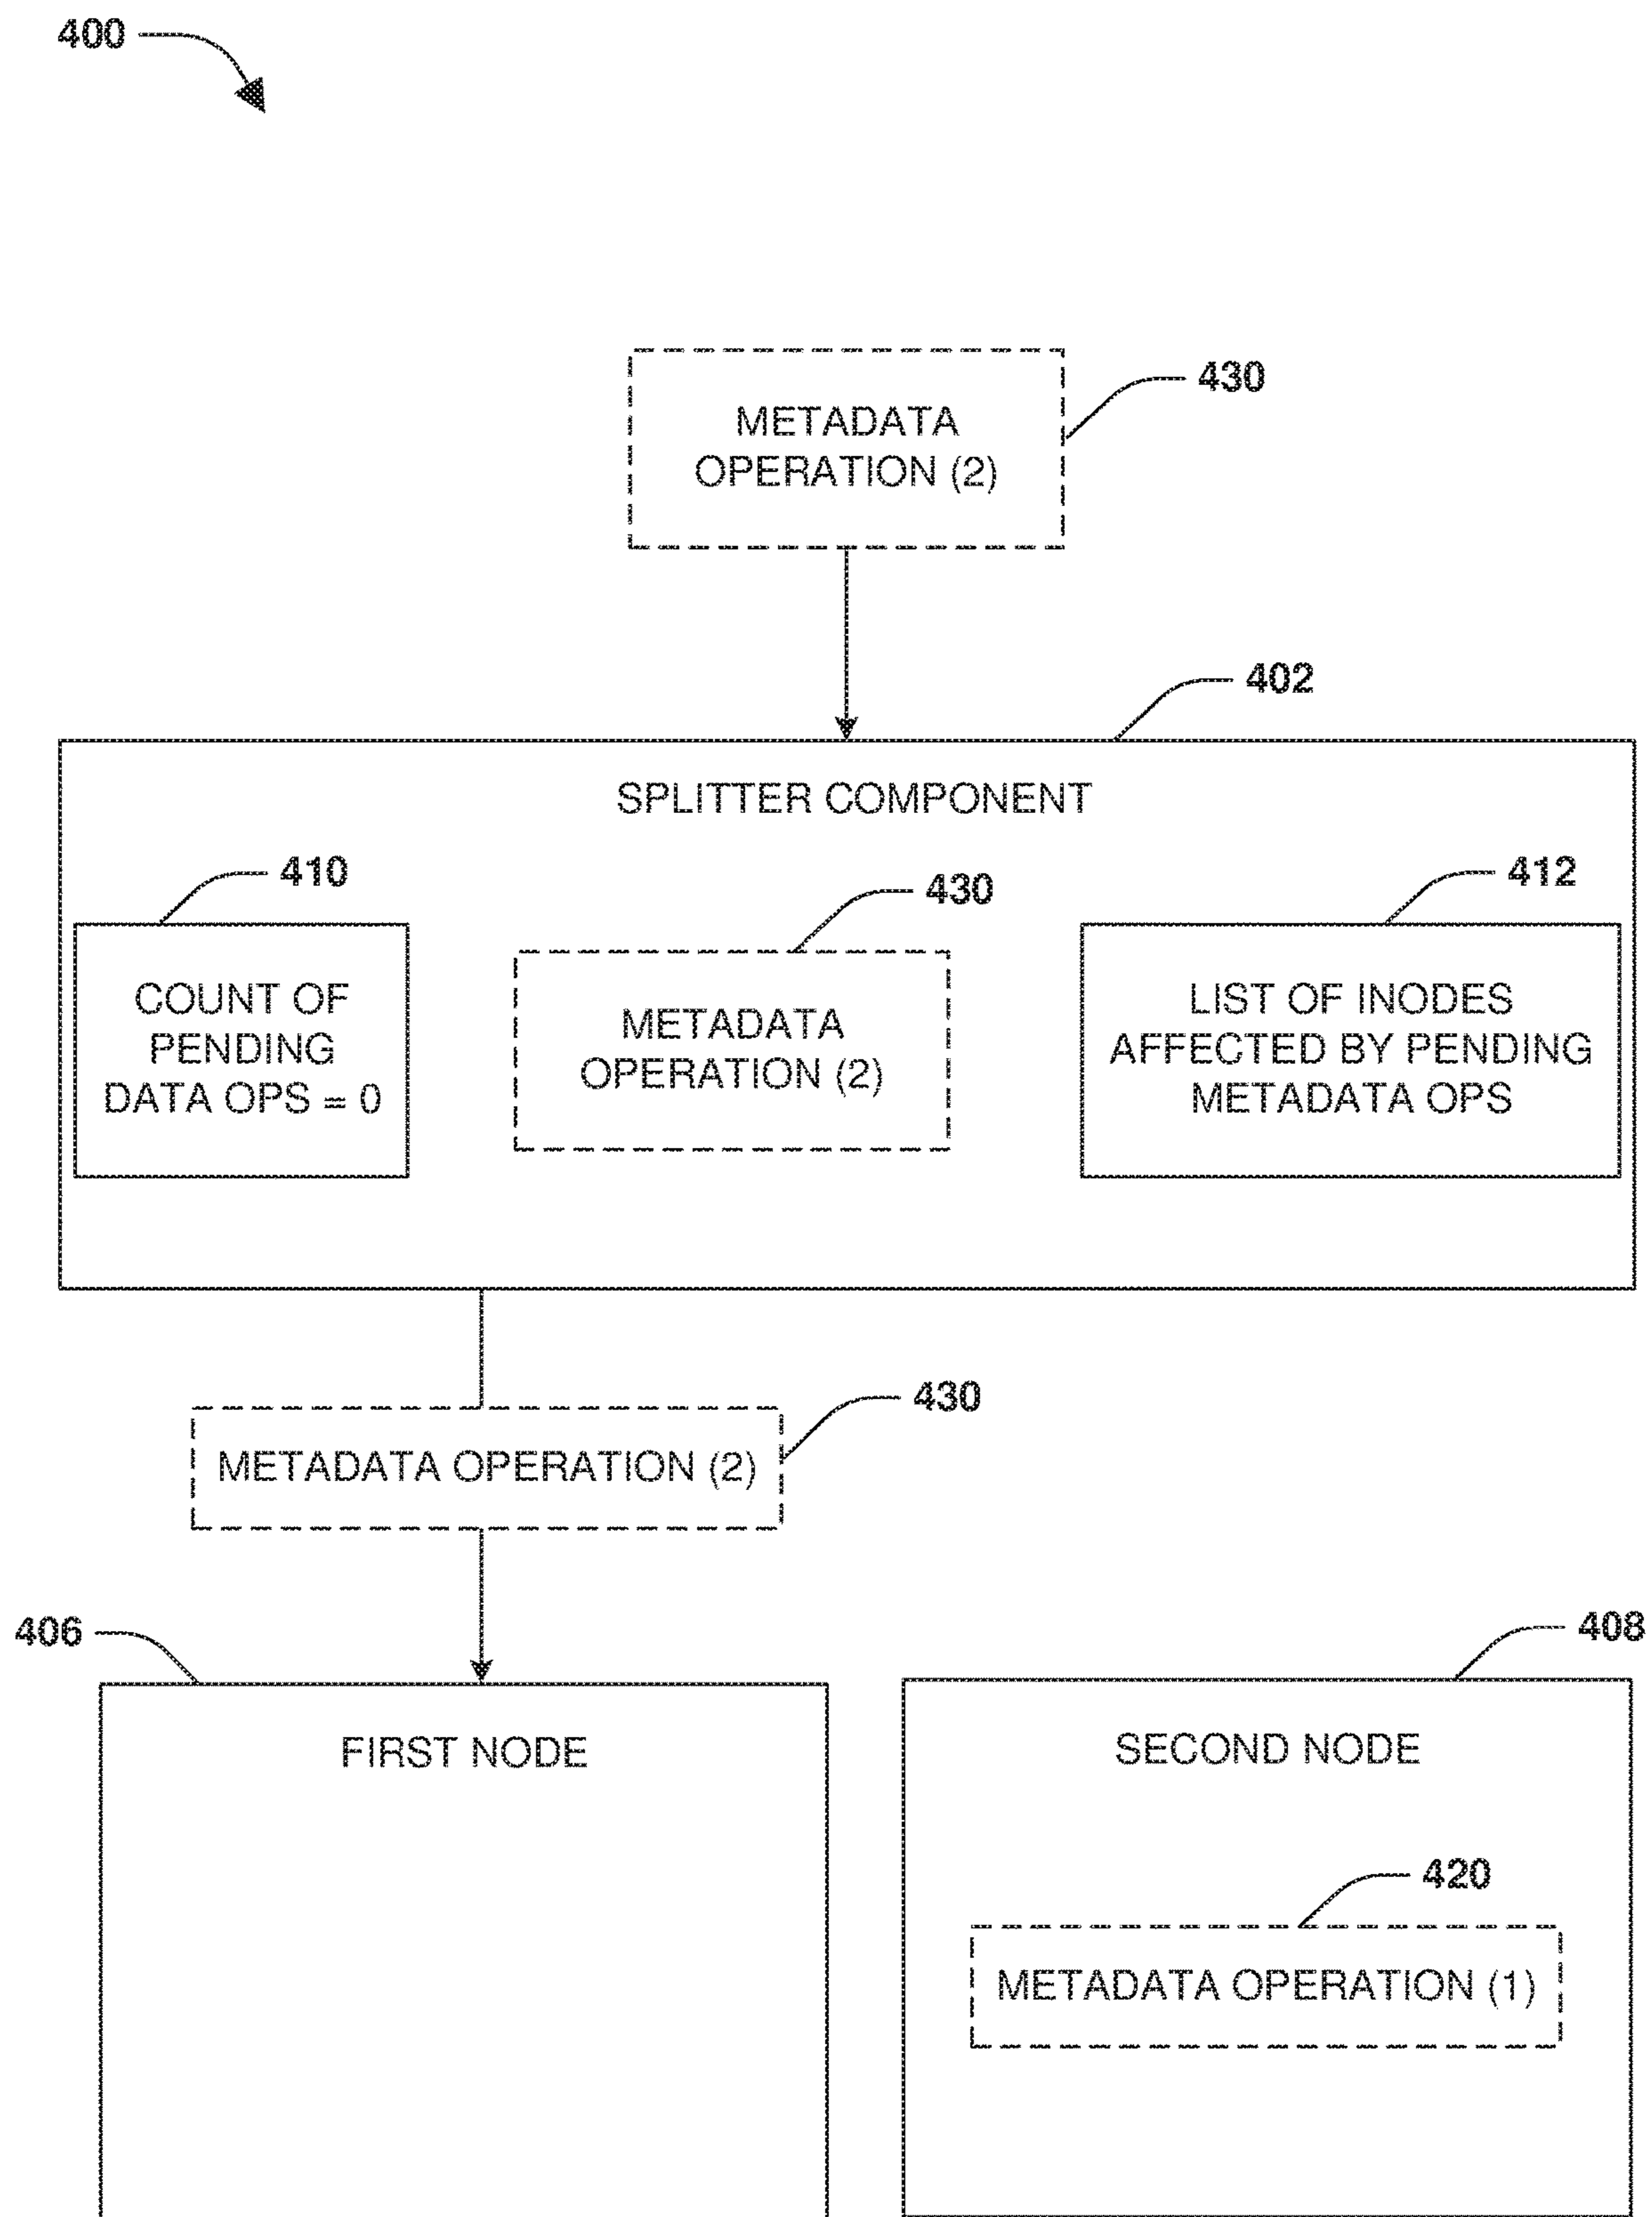 400
METADATA
OPERATION (2)
430
402
SPLITTER COMPONENT
410
430
412
COUNT OF
PENDING
DATA OPS = 0
METADATA
OPERATION (2)
LIST OF INODES
AFFECTED BY PENDING
METADATA OPS
METADATA OPERATION (2)
430
406
408
FIRST NODE
SECOND NODE
420
METADATA OPERATION (1)